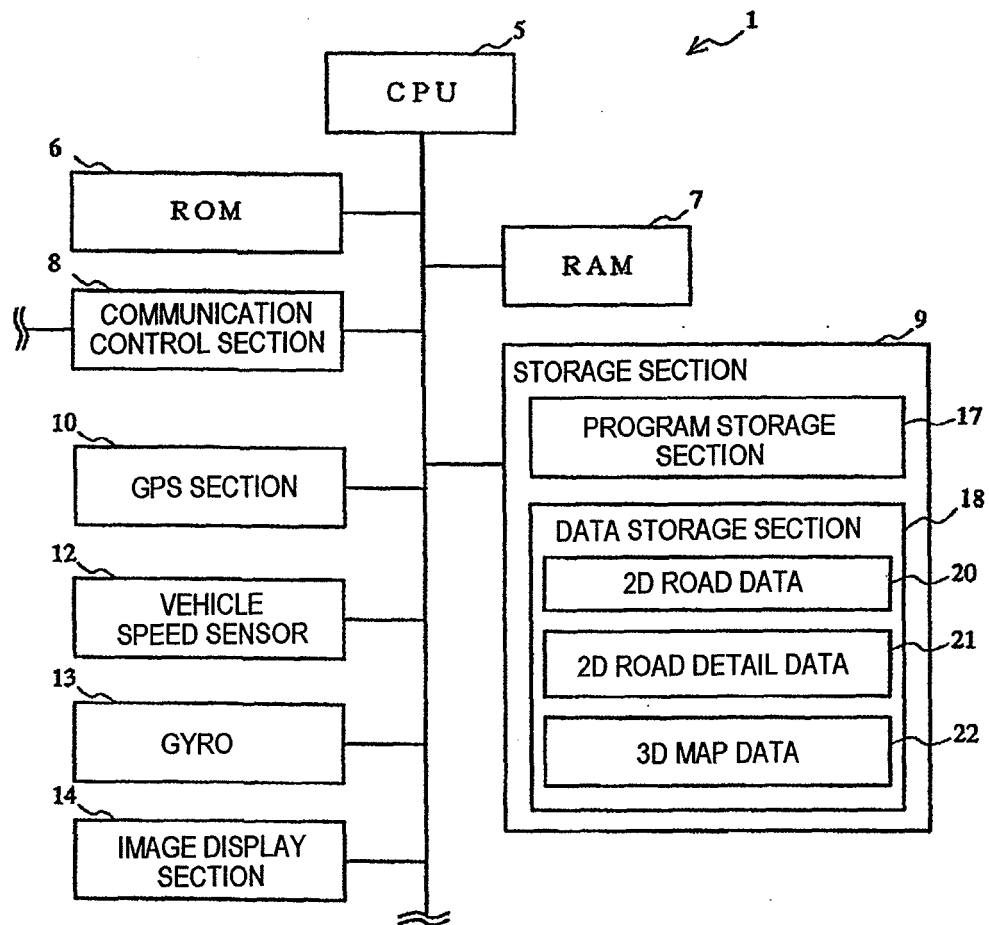 1
5
CPU
6
ROM
7
RAM
8
COMMUNICATION
CONTROL SECTION
9
STORAGE SECTION
17
PROGRAM STORAGE
SECTION
10
GPS SECTION
18
DATA STORAGE SECTION
20
2D ROAD DATA
12
VEHICLE
SPEED SENSOR
21
2D ROAD DETAIL DATA
13
GYRO
22
3D MAP DATA
14
IMAGE DISPLAY
SECTION